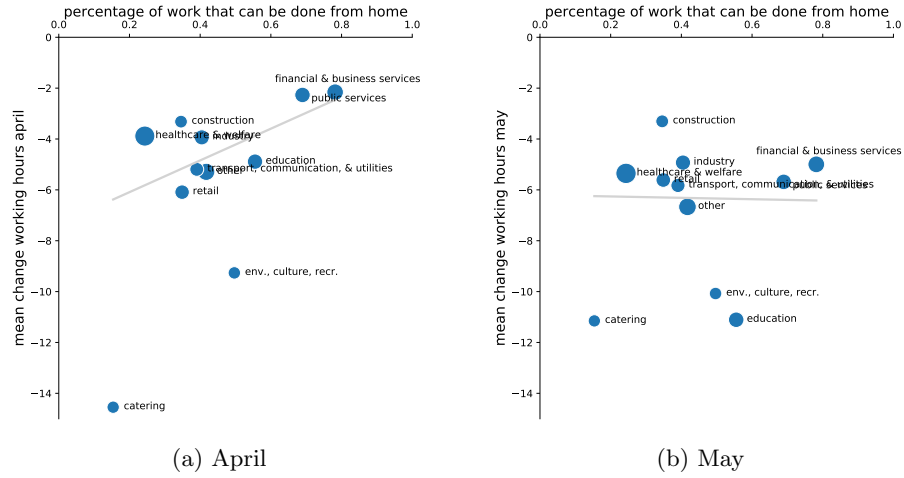 percentage of work that can be done from home
0 0.2 0.4 0.6 0.8 1.0
0
−2
−4
−6
−8
−10
−12
−14
mean change working hours april
financial & business services
public services
construction
healthcare & welfare
industry
education
transport, communication, & utilities
other
retail
env., culture, recr.
catering
(a) April
percentage of work that can be done from home
0 0.2 0.4 0.6 0.8 1.0
0
−2
−4
−6
−8
−10
−12
−14
mean change working hours may
construction
financial & business services
industry
healthcare & welfare
retail
transport, communication, & utilities
public services
other
env., culture, recr.
catering
education
(b) May